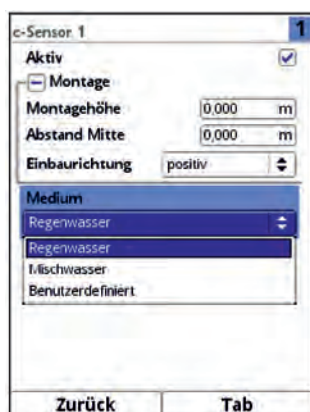 c-Sensor 1 1
Aktiv
Montage
Montagehöhe 0,000 m
Abstand Mitte 0,000 m
Einbaurichtung positiv
Medium
Regenwasser
Regenwasser
Mischwasser
Benutzerdefiniert
Zurück Tab